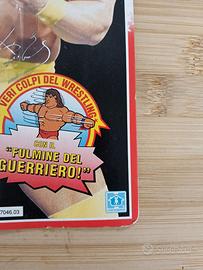 VERI COLPI DEL WRESTLING
CON IL
"FULMINE DEL
GUERRIERO!"
7046.03